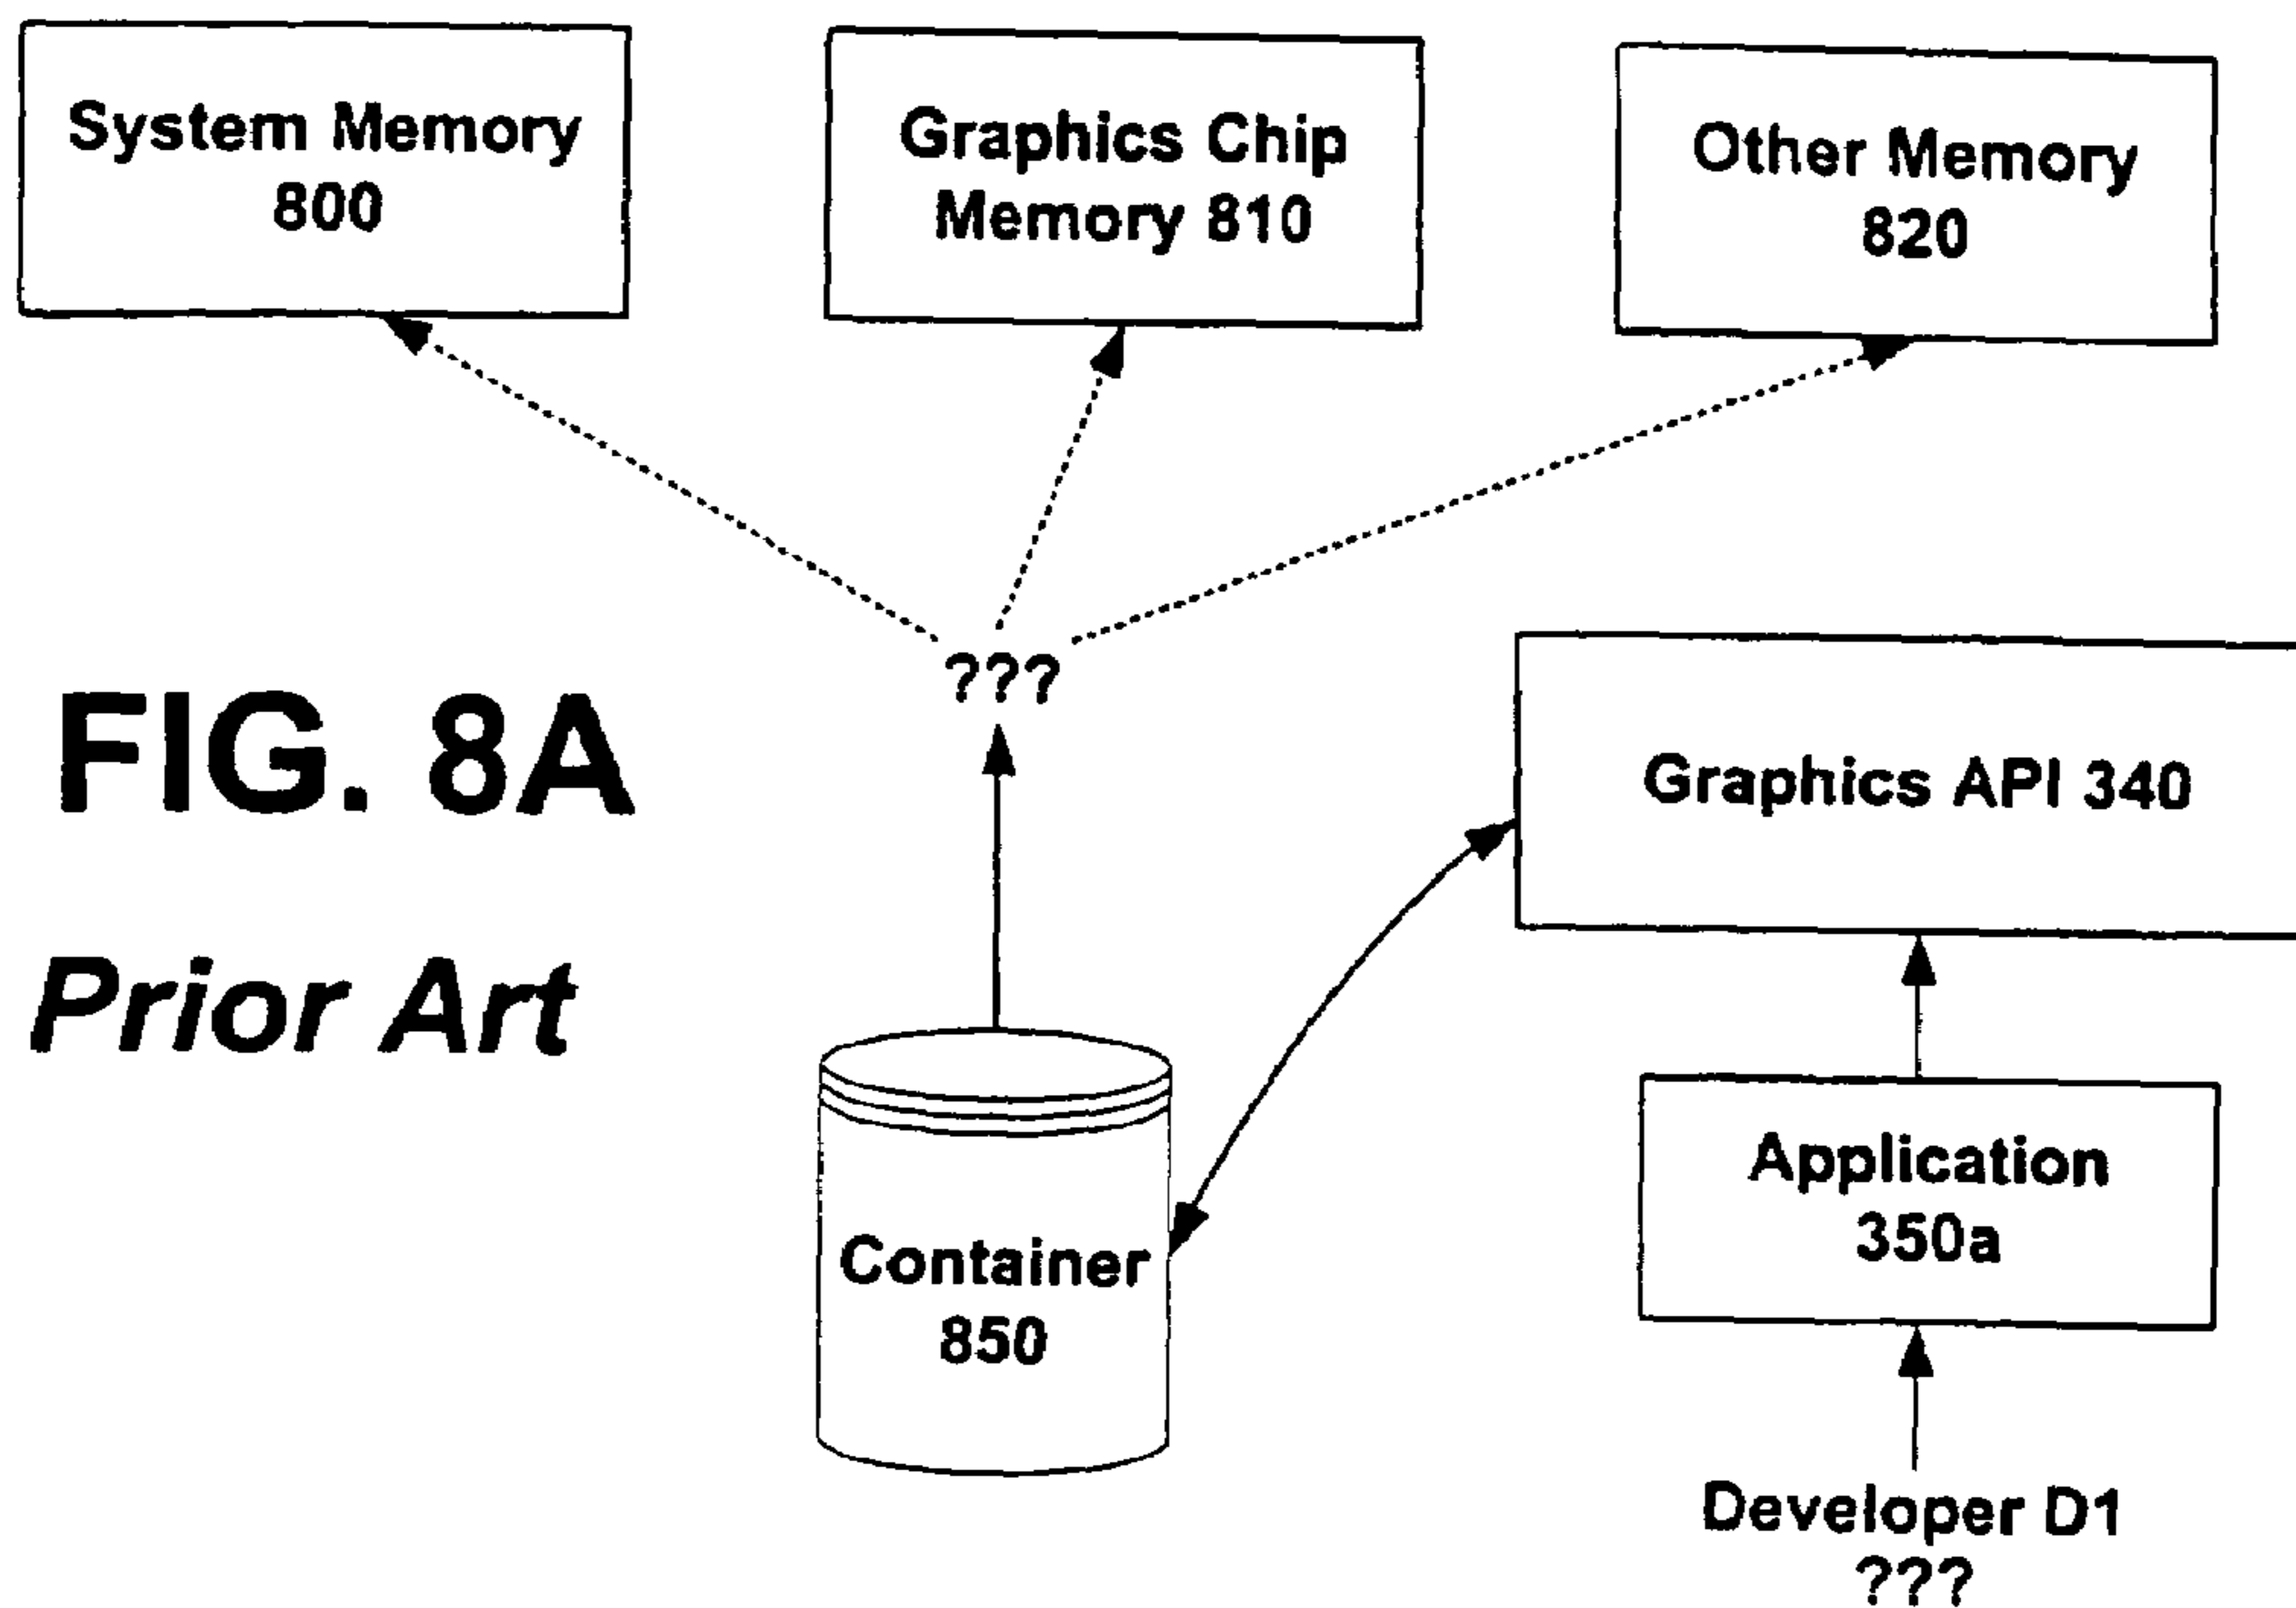 System Memory
800
Graphics Chip
Memory 810
Other Memory
820
???
FIG. 8A
Prior Art
Graphics API 340
Container
850
Application
350a
Developer D1
???